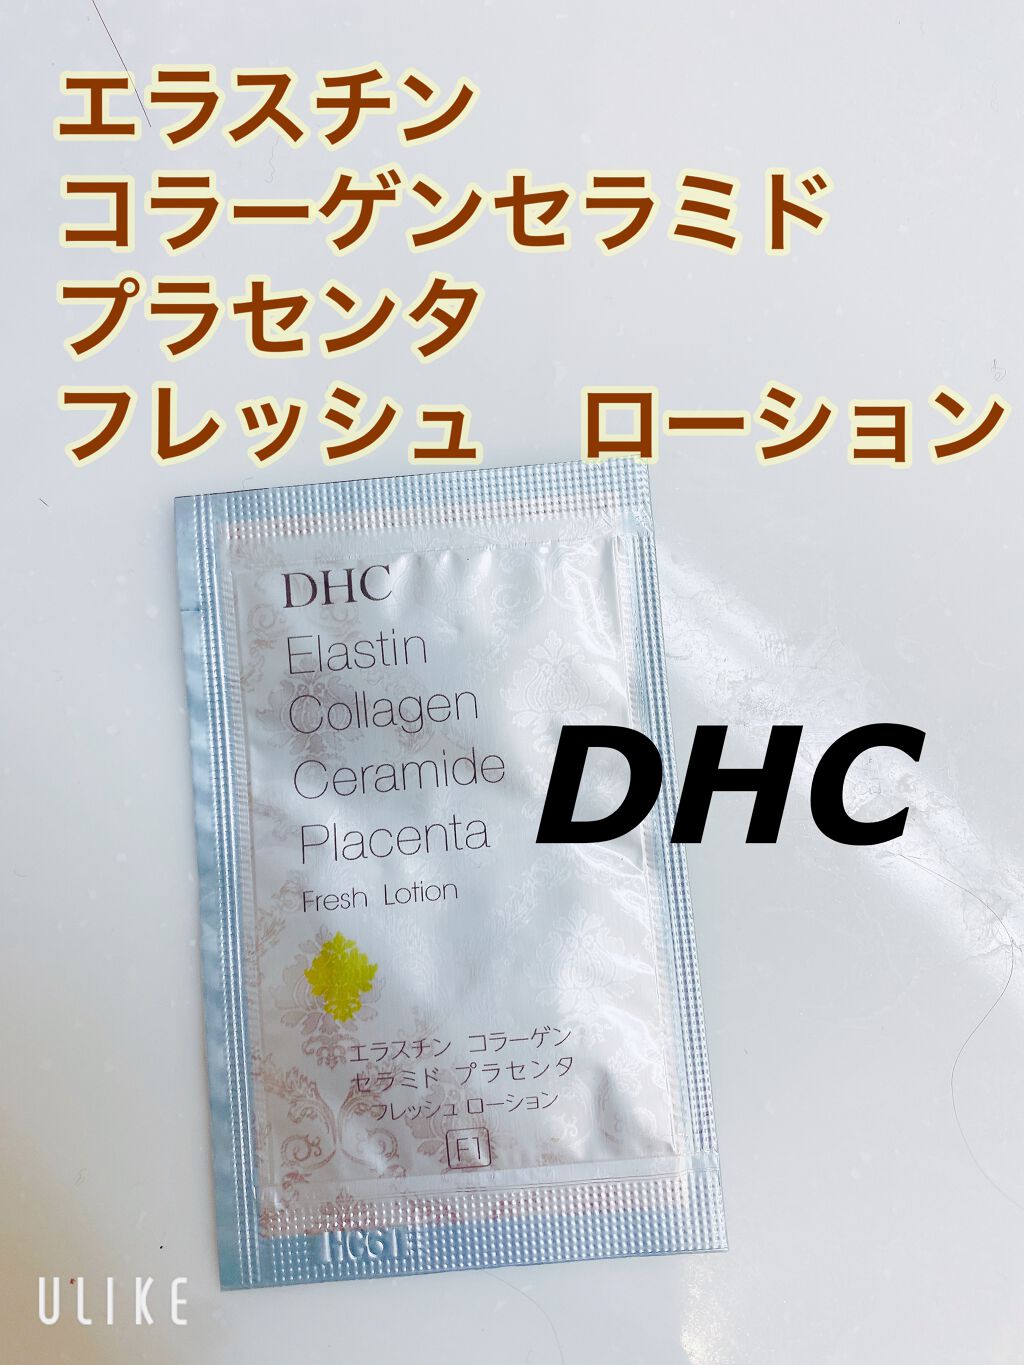 エラスチン
コラーゲンセラミド
プラセンタ
フレッシュ　ローション
DHC
Elastin
Collagen
Ceramide
Placenta
Fresh Lotion
DHC
エラスチン コラーゲン
セラミド プラセンタ
フレッシュ ローション
F1
ULIKE